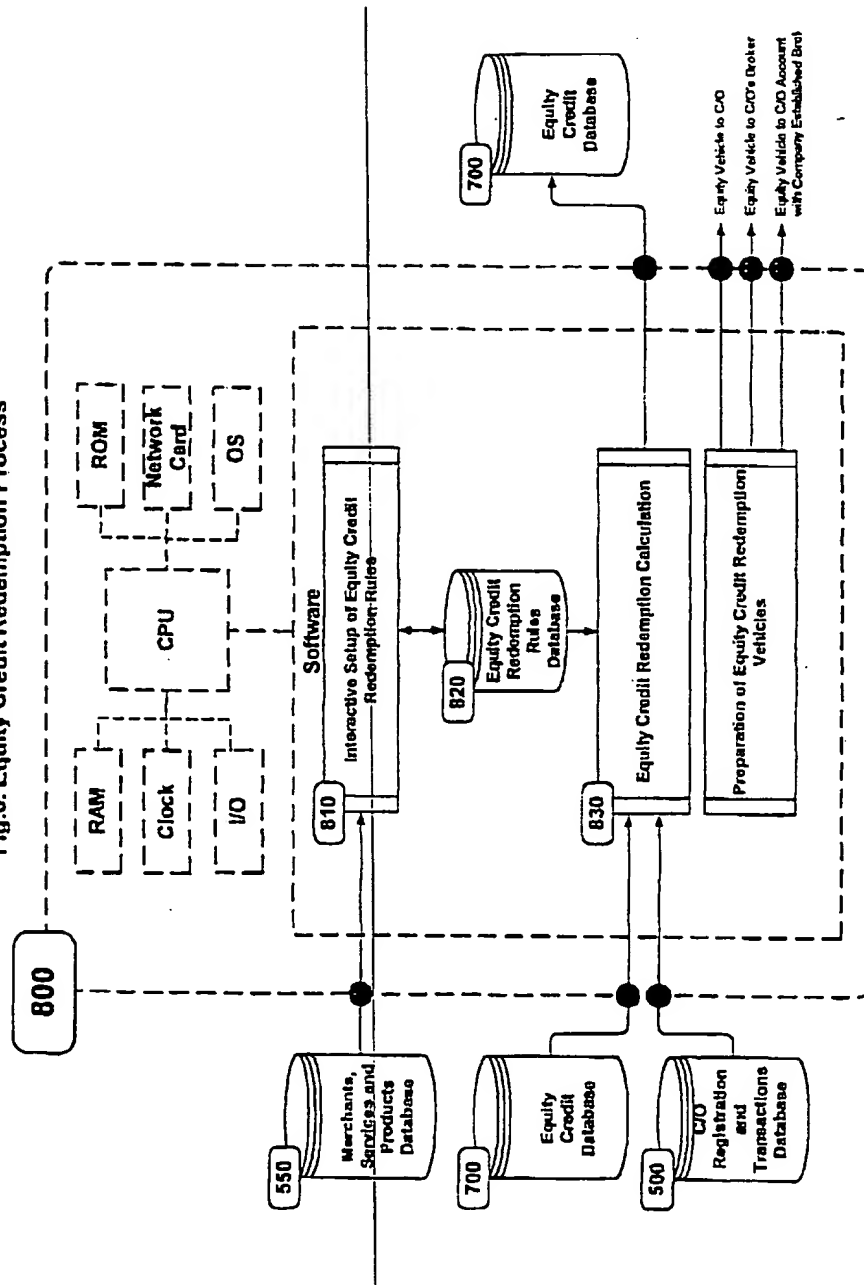 Fig.8. Equity Credit Redemption Process
800
RAM
Clock
I/O
CPU
ROM
Network
Card
OS
Software
810
Interactive Setup of Equity Credit
Redemption Rules
820
Equity Credit
Redemption
Rules
Database
830
Equity Credit Redemption Calculation
Preparation of Equity Credit Redemption
Vehicles
550
Merchants,
Services and
Products
Database
700
Equity
Credit
Database
500
C/O
Registration
and
Transactions
Database
700
Equity
Credit
Database
Equity Vehicle to C/O
Equity Vehicle to C/O's Broker
Equity Vehicle to C/O Account
with Company Established Brok